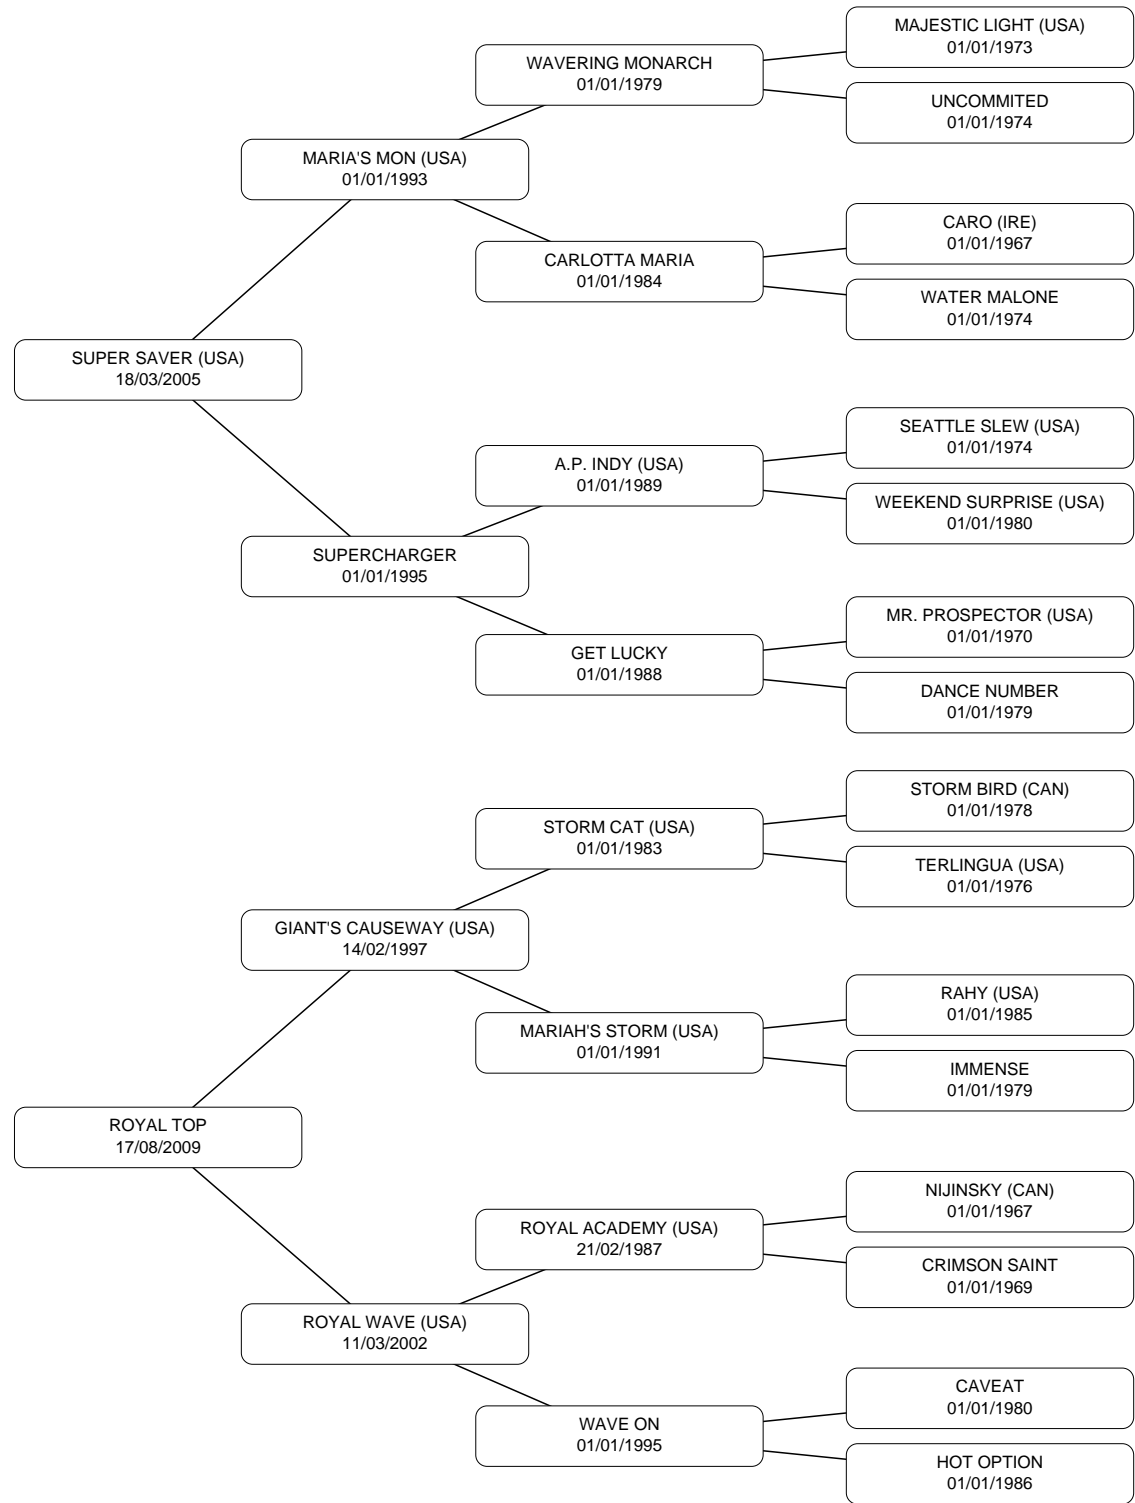 MAJESTIC LIGHT (USA)
01/01/1973
WAVERING MONARCH
01/01/1979
UNCOMMITED
01/01/1974
MARIA'S MON (USA)
01/01/1993
CARO (IRE)
01/01/1967
CARLOTTA MARIA
01/01/1984
WATER MALONE
01/01/1974
SUPER SAVER (USA)
18/03/2005
SEATTLE SLEW (USA)
01/01/1974
A.P. INDY (USA)
01/01/1989
WEEKEND SURPRISE (USA)
01/01/1980
SUPERCHARGER
01/01/1995
MR. PROSPECTOR (USA)
01/01/1970
GET LUCKY
01/01/1988
DANCE NUMBER
01/01/1979
STORM BIRD (CAN)
01/01/1978
STORM CAT (USA)
01/01/1983
TERLINGUA (USA)
01/01/1976
GIANT'S CAUSEWAY (USA)
14/02/1997
RAHY (USA)
01/01/1985
MARIAH'S STORM (USA)
01/01/1991
IMMENSE
01/01/1979
ROYAL TOP
17/08/2009
NIJINSKY (CAN)
01/01/1967
ROYAL ACADEMY (USA)
21/02/1987
CRIMSON SAINT
01/01/1969
ROYAL WAVE (USA)
11/03/2002
CAVEAT
01/01/1980
WAVE ON
01/01/1995
HOT OPTION
01/01/1986